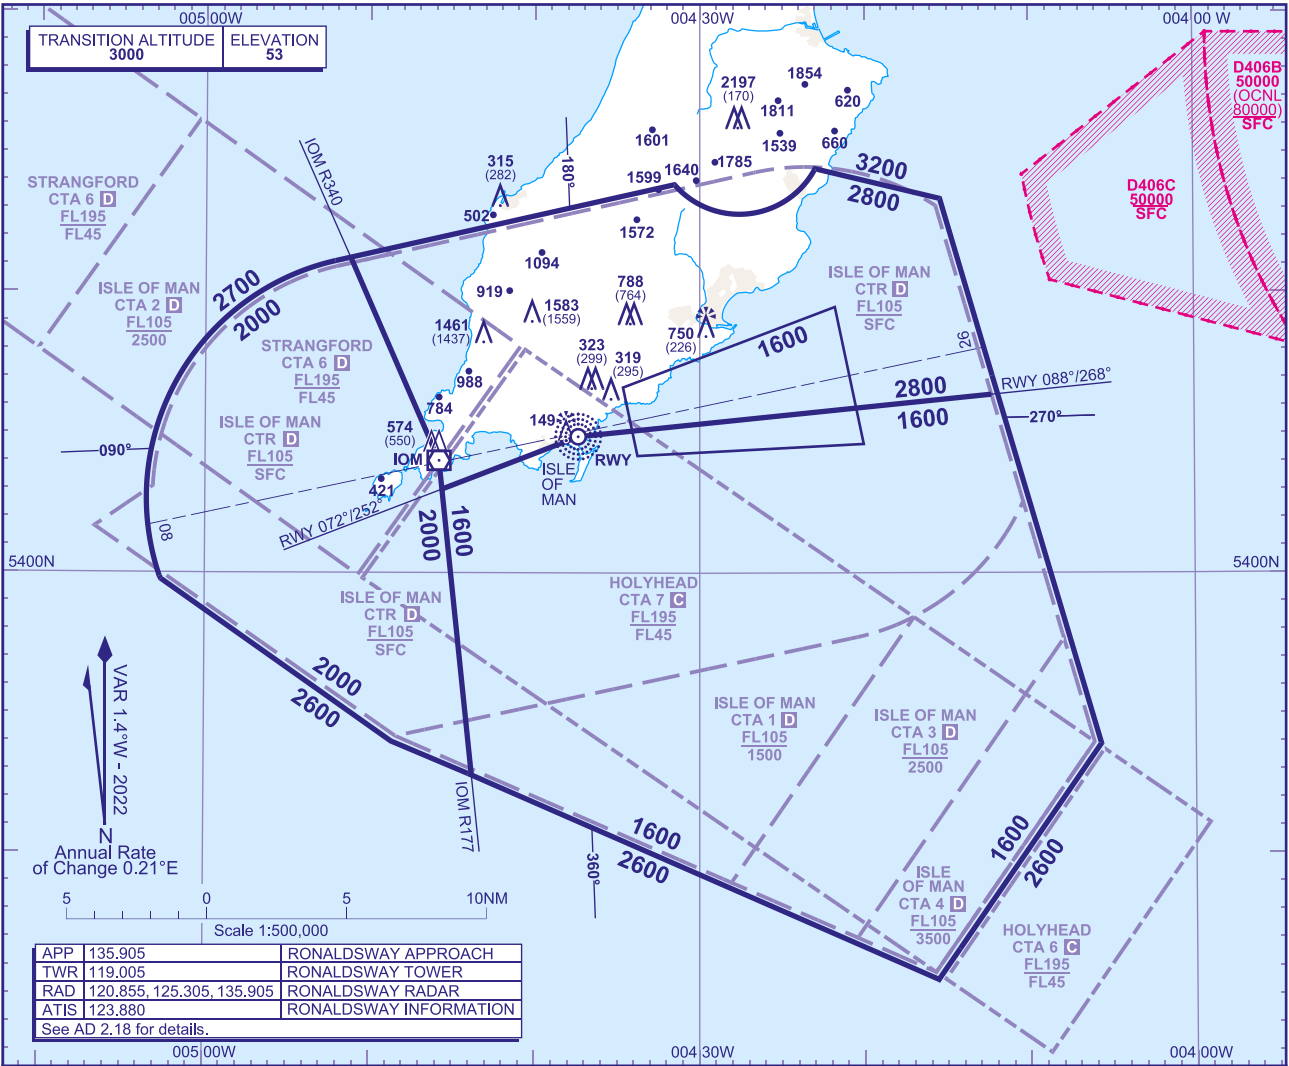 005 00'W
004 30'W
004 00'W
TRANSITION ALTITUDE
3000
ELEVATION
53
D406B
50000
(OCNL
80000)
SFC
D406C
50000
SFC
2197
(170)
1854
1811
620
1601
1539
660
1785
1640
1599
3200
2800
180°
IOM R340
315
(282)
502
STRANGFORD
CTA 6 D
FL195
FL45
1572
1094
ISLE OF MAN
CTA 2 D
FL105
2500
2700
2000
919
1583
(1559)
788
(764)
ISLE OF MAN
CTR D
FL105
SFC
1461
(1437)
750
(226)
1600
STRANGFORD
CTA 6 D
FL195
FL45
323
(299)
319
(295)
26
988
784
2800
1600
RWY 088°/268°
270°
ISLE OF MAN
CTR D
FL105
SFC
574
(550)
149
090°
IOM
RWY
ISLE
OF
MAN
421
RWY 072°/252°
08
1600
2000
5400N
5400N
ISLE OF MAN
CTR D
FL105
SFC
HOLYHEAD
CTA 7 C
FL195
FL45
2000
2600
VAR 1.4°W - 2022
N
Annual Rate
of Change 0.21°E
ISLE OF MAN
CTA 1 D
FL105
1500
ISLE OF MAN
CTA 3 D
FL105
2500
IOM R177
1600
2600
360°
1600
2600
ISLE
OF MAN
CTA 4 D
FL105
3500
HOLYHEAD
CTA 6 C
FL195
FL45
5 0 5 10NM
Scale 1:500,000
APP 135.905 RONALDSWAY APPROACH
TWR 119.005 RONALDSWAY TOWER
RAD 120.855, 125.305, 135.905 RONALDSWAY RADAR
ATIS 123.880 RONALDSWAY INFORMATION
See AD 2.18 for details.
005 00W
004 30W
004 00W